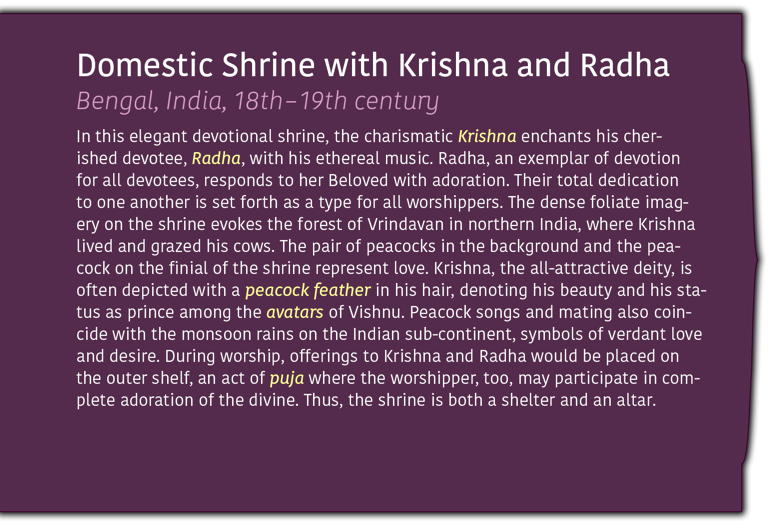 Domestic Shrine with Krishna and Radha
Bengal, India, 18th–19th century
In this elegant devotional shrine, the charismatic Krishna enchants his cher-
ished devotee, Radha, with his ethereal music. Radha, an exemplar of devotion
for all devotees, responds to her Beloved with adoration. Their total dedication
to one another is set forth as a type for all worshippers. The dense foliate imag-
ery on the shrine evokes the forest of Vrindavan in northern India, where Krishna
lived and grazed his cows. The pair of peacocks in the background and the pea-
cock on the finial of the shrine represent love. Krishna, the all-attractive deity, is
often depicted with a peacock feather in his hair, denoting his beauty and his sta-
tus as prince among the avatars of Vishnu. Peacock songs and mating also coin-
cide with the monsoon rains on the Indian sub-continent, symbols of verdant love
and desire. During worship, offerings to Krishna and Radha would be placed on
the outer shelf, an act of puja where the worshipper, too, may participate in com-
plete adoration of the divine. Thus, the shrine is both a shelter and an altar.